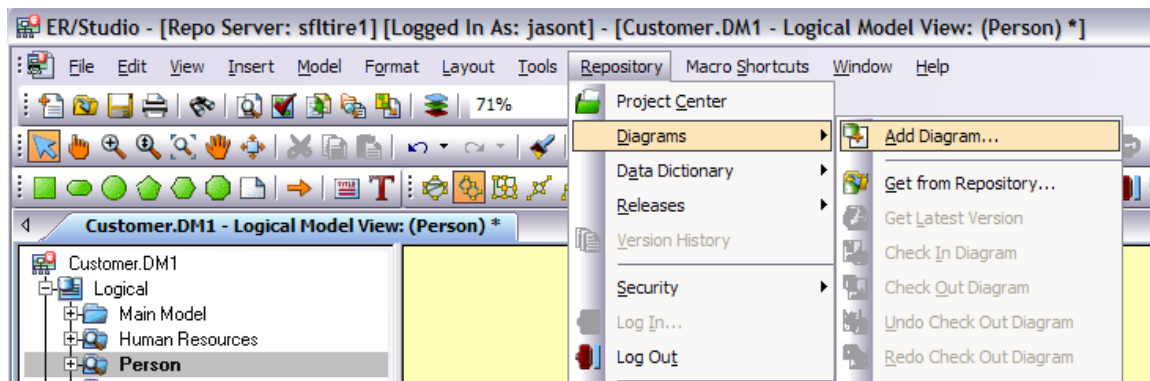 ER/Studio - [Repo Server: sfltire1] [Logged In As: jasont] - [Customer.DM1 - Logical Model View: (Person) *]
File Edit View Insert Model Format Layout Tools Repository Macro Shortcuts Window Help
71%
Project Center
Diagrams
Data Dictionary
Releases
Version History
Security
Log In...
Log Out
Add Diagram...
Get from Repository...
Get Latest Version
Check In Diagram
Check Out Diagram
Undo Check Out Diagram
Redo Check Out Diagram
T
Customer.DM1 - Logical Model View: (Person) *
Customer.DM1
Logical
Main Model
Human Resources
Person